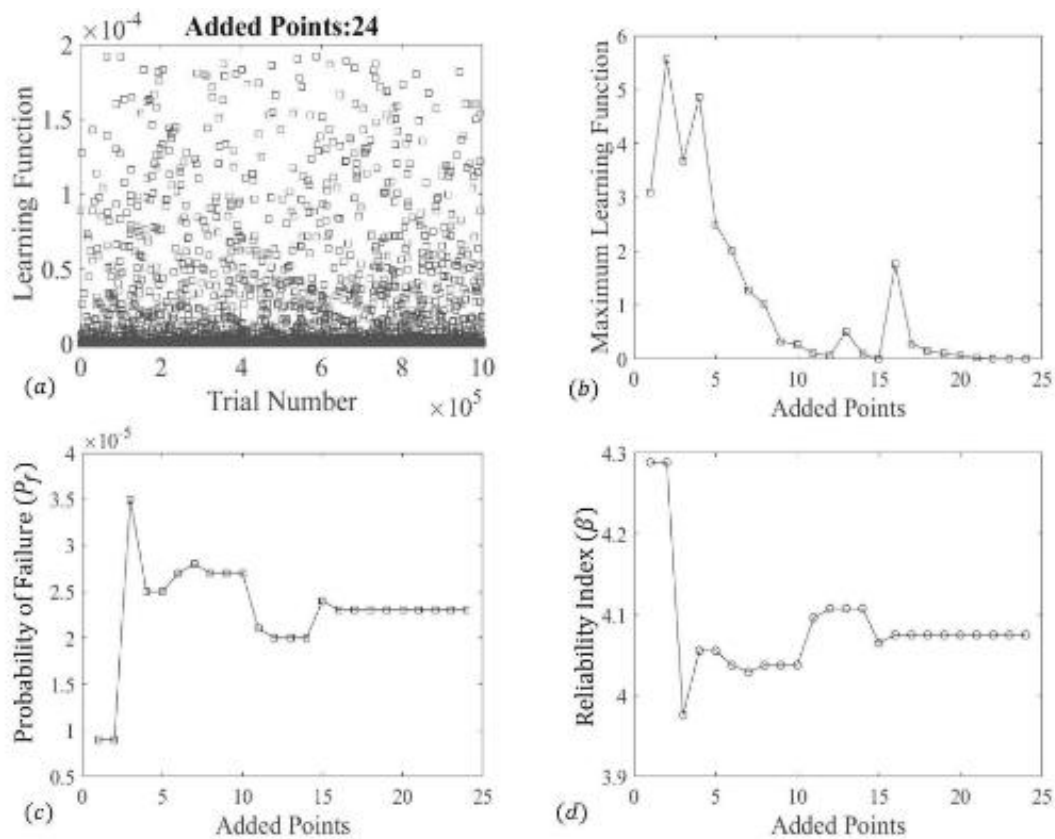 ×10⁻⁴
Added Points:24
2
1.5
1
0.5
0
Learning Function
0 2 4 6 8 10
Trial Number
×10⁵
(a)
6
5
4
3
2
1
0
Maximum Learning Function
0 5 10 15 20 25
Added Points
(b)
×10⁻⁵
4
3.5
3
2.5
2
1.5
1
0.5
Probability of Failure (P_f)
0 5 10 15 20 25
Added Points
(c)
4.3
4.2
4.1
4
3.9
Reliability Index (β)
0 5 10 15 20 25
Added Points
(d)